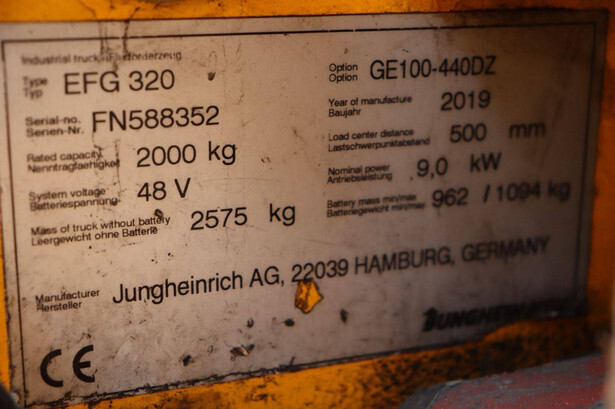 Industrial truck/Flurförderzeug
Type EFG 320 Option GE100-440DZ
Typ Option
Serial-no. FN588352 Year of manufacture 2019
Serien-Nr. Baujahr
Rated capacity 2000 kg Load center distance 500 mm
Nenntragfaehigkeit Lastschwerpunktabstand
System voltage 48 V Nominal power 9,0 kW
Batteriespannung Antriebsleistung
Mass of truck without battery 2575 kg Battery mass min/max 962 / 1094 kg
Leergewicht ohne Batterie Batteriegewicht min/max
Manufacturer Jungheinrich AG, 22039 HAMBURG, GERMANY
Hersteller
JUNGHEINRICH
CE